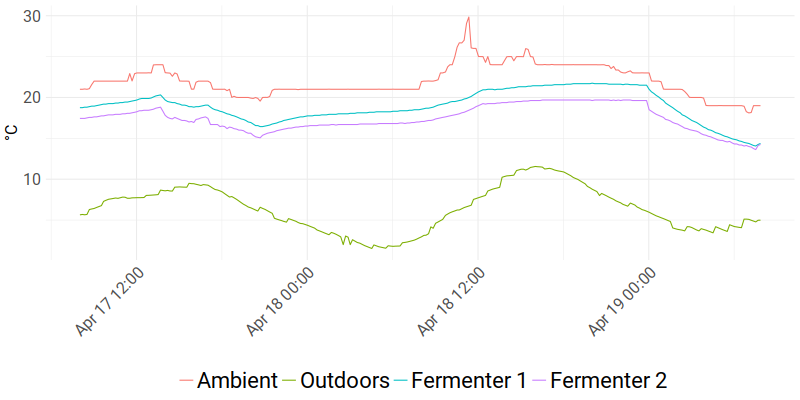 30
20
10
°C
Apr 17 12:00
Apr 18 00:00
Apr 18 12:00
Apr 19 00:00
Ambient Outdoors Fermenter 1 Fermenter 2